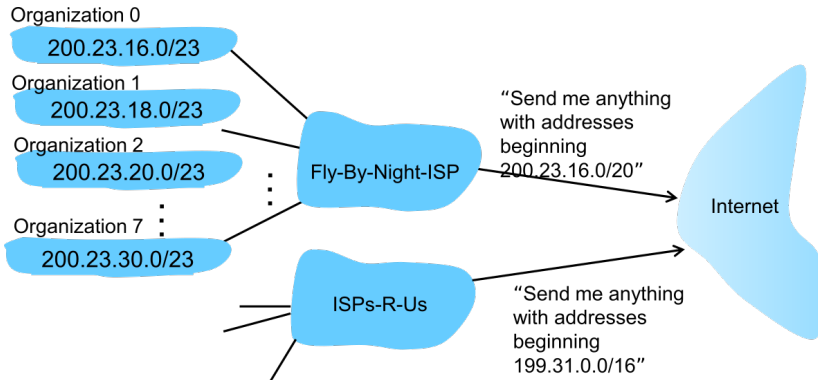 Organization 0
200.23.16.0/23
Organization 1
200.23.18.0/23
Organization 2
200.23.20.0/23
Organization 7
200.23.30.0/23
Fly-By-Night-ISP
“Send me anything
with addresses
beginning
200.23.16.0/20”
Internet
ISPs-R-Us
“Send me anything
with addresses
beginning
199.31.0.0/16”